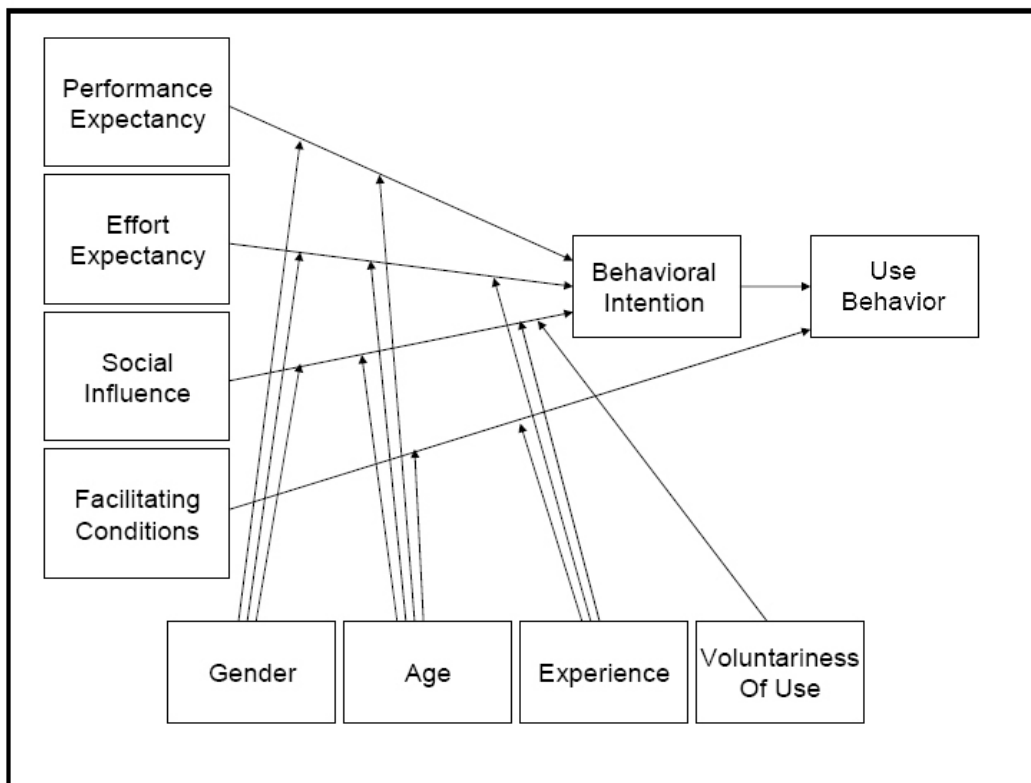 Performance
Expectancy
Effort
Expectancy
Social
Influence
Facilitating
Conditions
Behavioral
Intention
Use
Behavior
Gender
Age
Experience
Voluntariness
Of Use